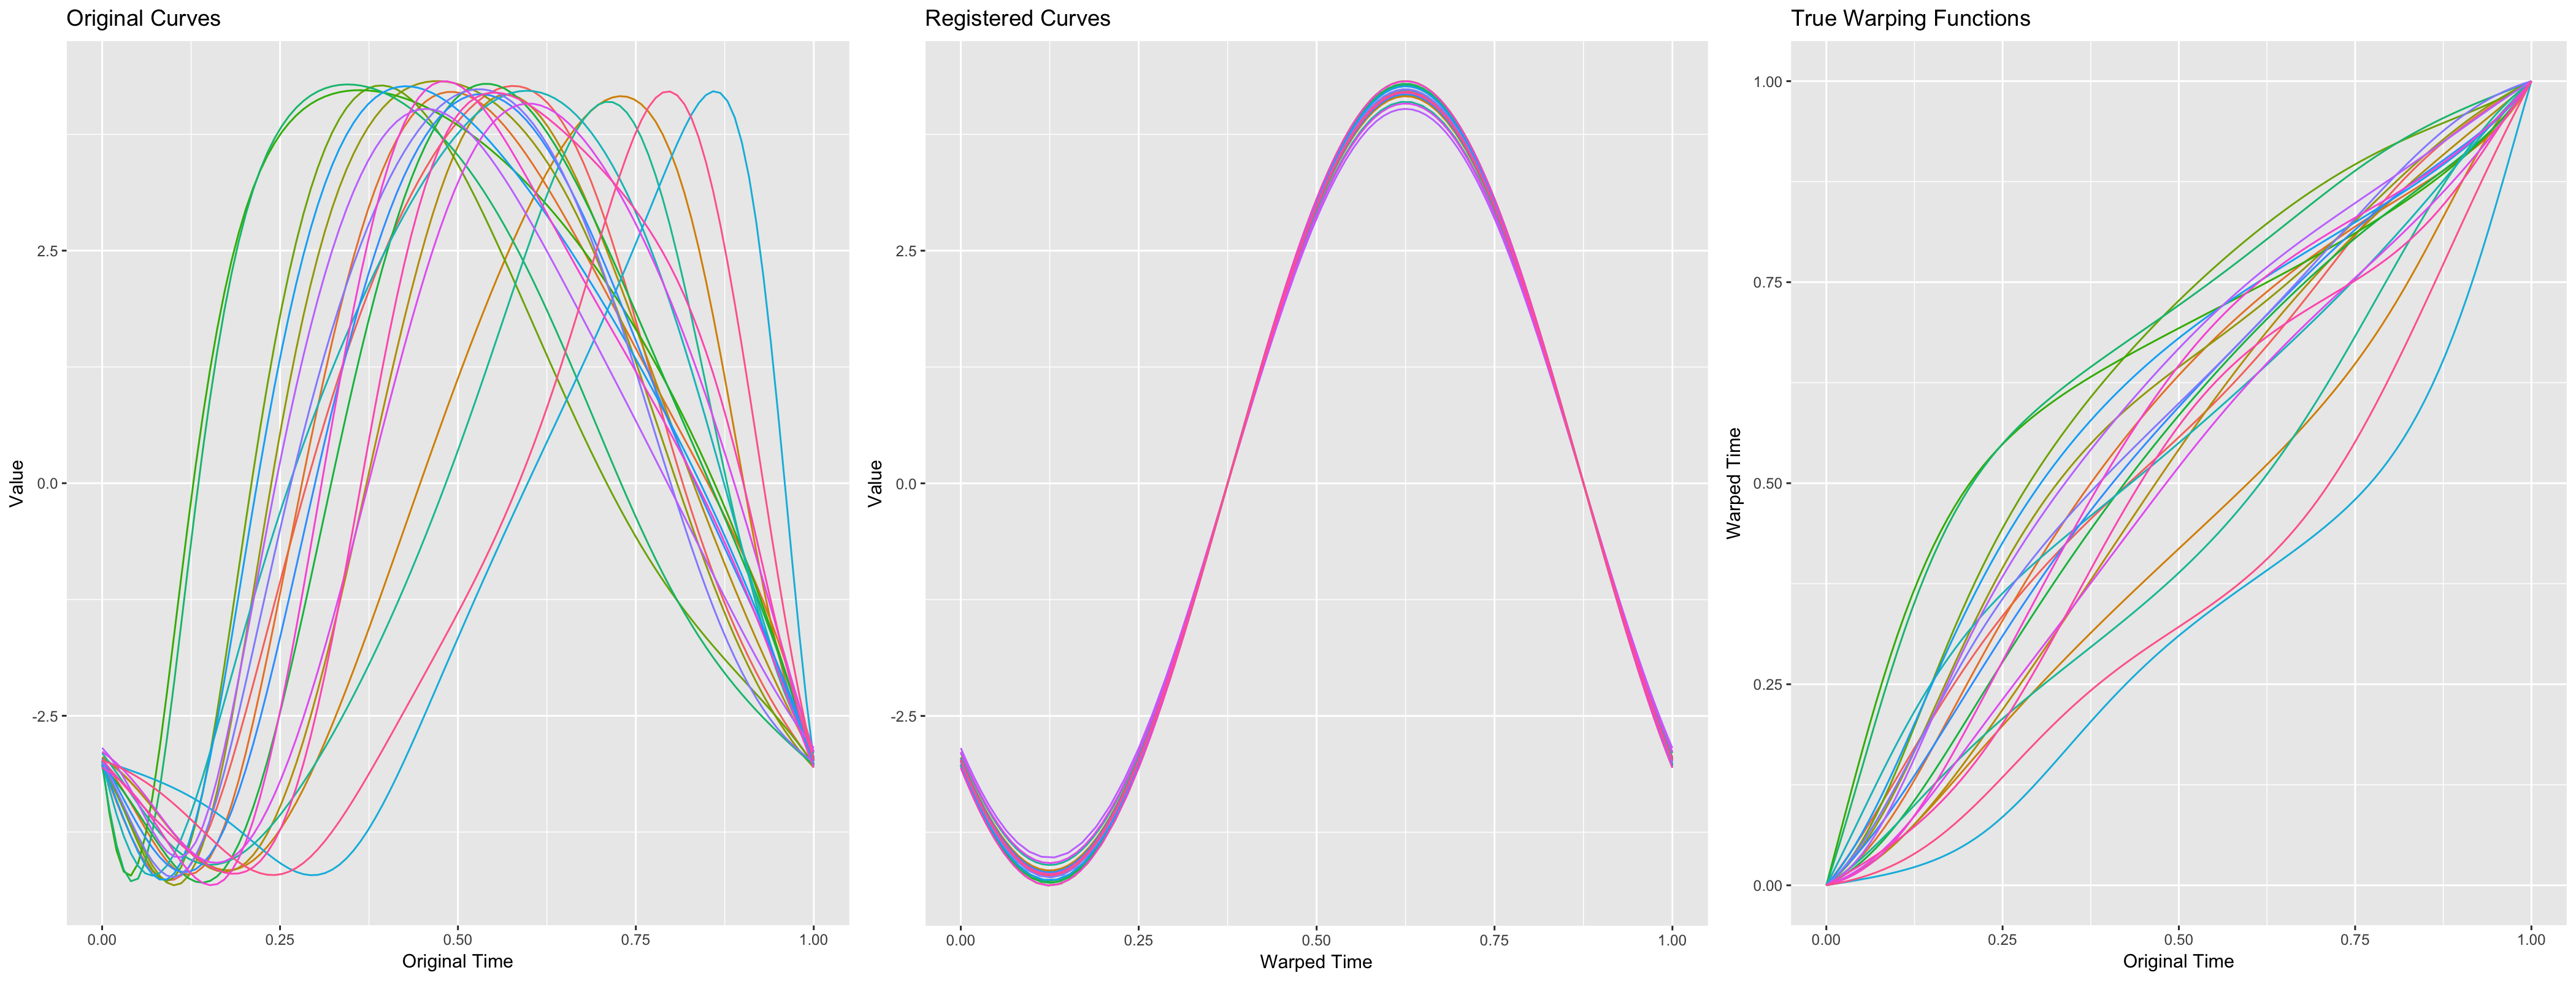 Original Curves
Value
2.5
0.0
-2.5
0.00 0.25 0.50 0.75 1.00
Original Time
Registered Curves
Value
2.5
0.0
-2.5
0.00 0.25 0.50 0.75 1.00
Warped Time
True Warping Functions
Warped Time
1.00
0.75
0.50
0.25
0.00
0.00 0.25 0.50 0.75 1.00
Original Time